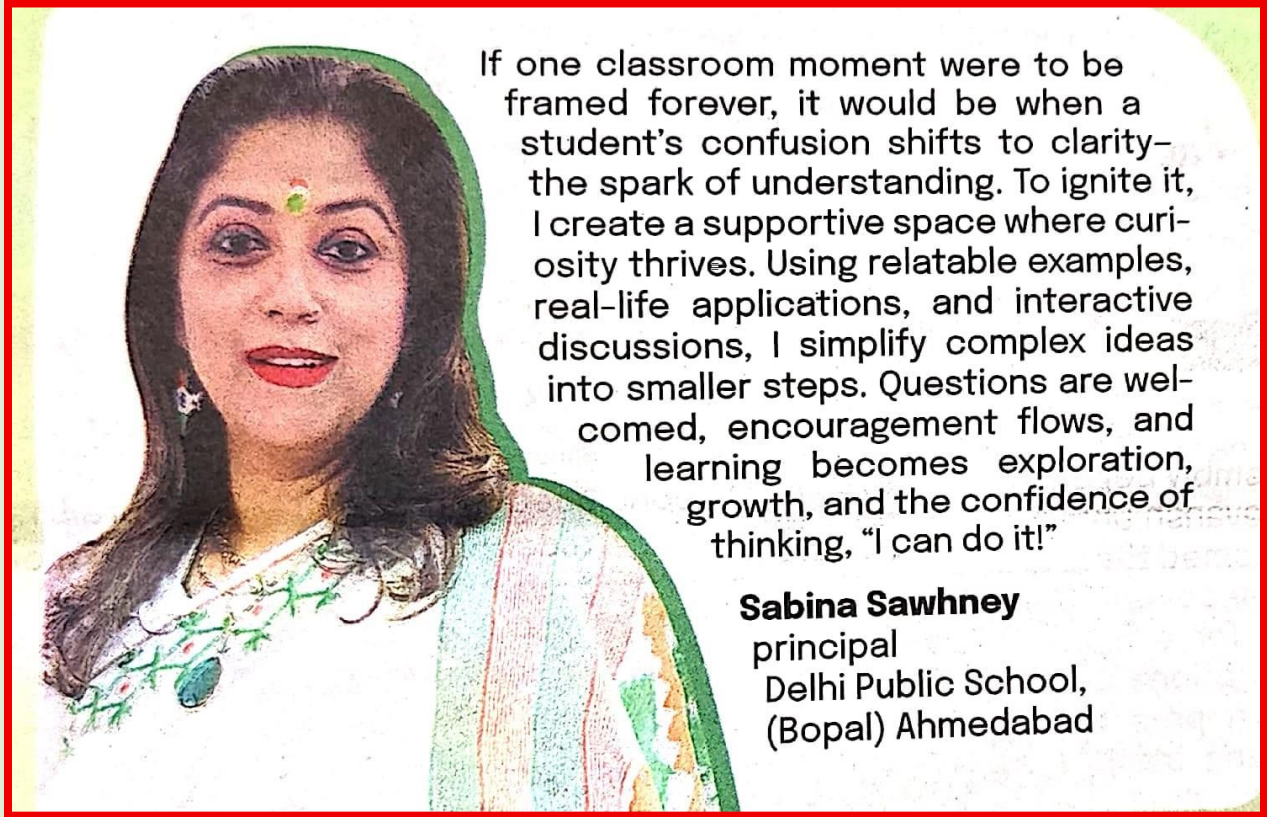 If one classroom moment were to be
framed forever, it would be when a
student's confusion shifts to clarity–
the spark of understanding. To ignite it,
I create a supportive space where curi-
osity thrives. Using relatable examples,
real-life applications, and interactive
discussions, I simplify complex ideas
into smaller steps. Questions are wel-
comed, encouragement flows, and
learning becomes exploration,
growth, and the confidence of
thinking, “I can do it!”
Sabina Sawhney
principal
Delhi Public School,
(Bopal) Ahmedabad